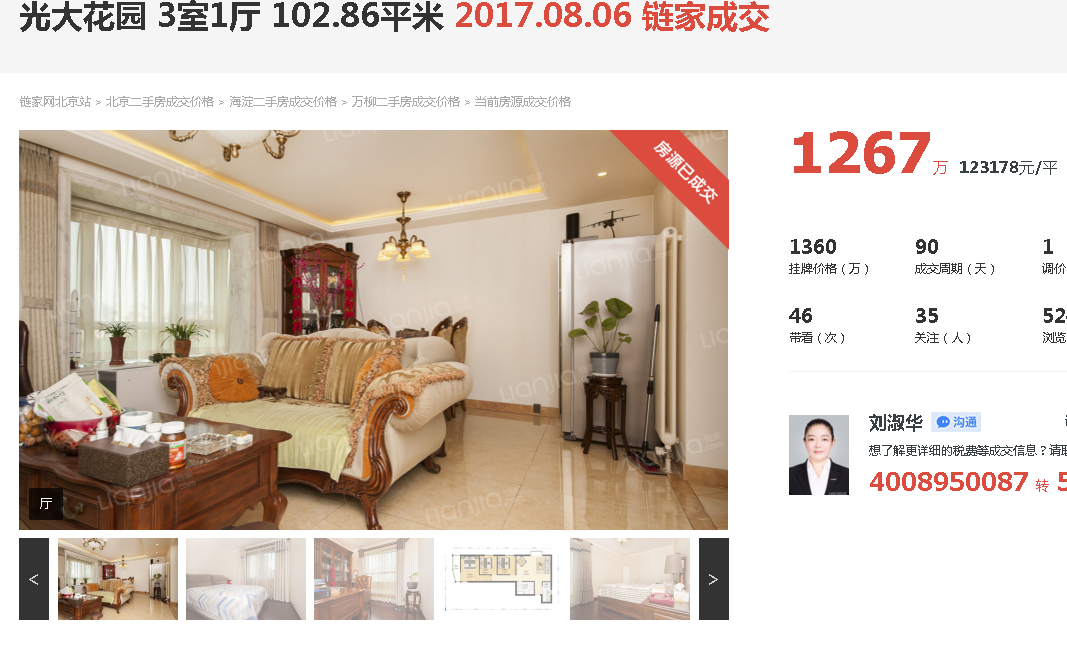 光大花园 3室1厅 102.86平米 2017.08.06 链家成交
链家网北京站 > 北京二手房成交价格 > 海淀二手房成交价格 > 万柳二手房成交价格 > 当前房源成交价格
房源已成交
厅
<
>
1267万 123178元/平
1360 90 1
挂牌价格（万） 成交周期（天） 调价
46 35 52
带看（次） 关注（人） 浏览
刘淑华 沟通
想了解更详细的税费等成交信息？请联
4008950087 转 5
lianjia